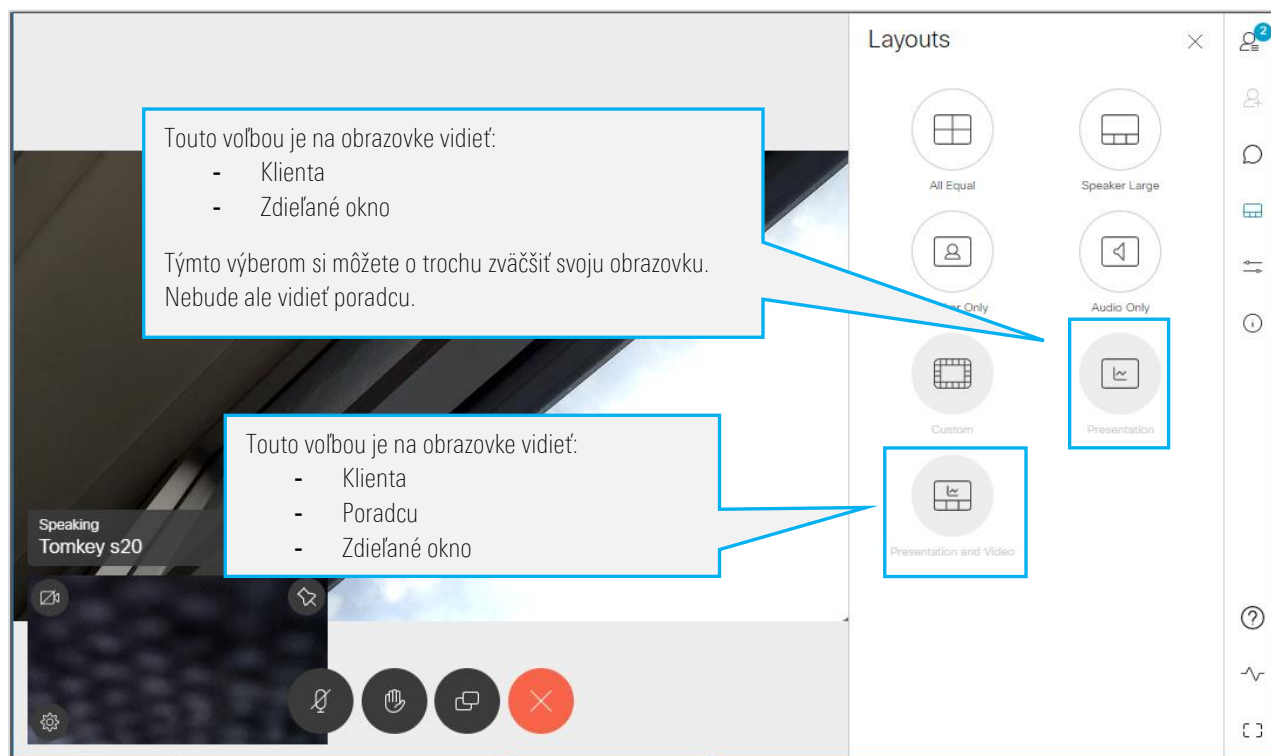 Layouts
2
Touto voľbou je na obrazovke vidieť:
- Klienta
- Zdieľané okno
Týmto výberom si môžete o trochu zväčšiť svoju obrazovku.
Nebude ale vidieť poradcu.
All Equal
Speaker Large
Only
Audio Only
Custom
Presentation
Touto voľbou je na obrazovke vidieť:
- Klienta
- Poradcu
- Zdieľané okno
Presentation and Video
Speaking
Tomkey s20